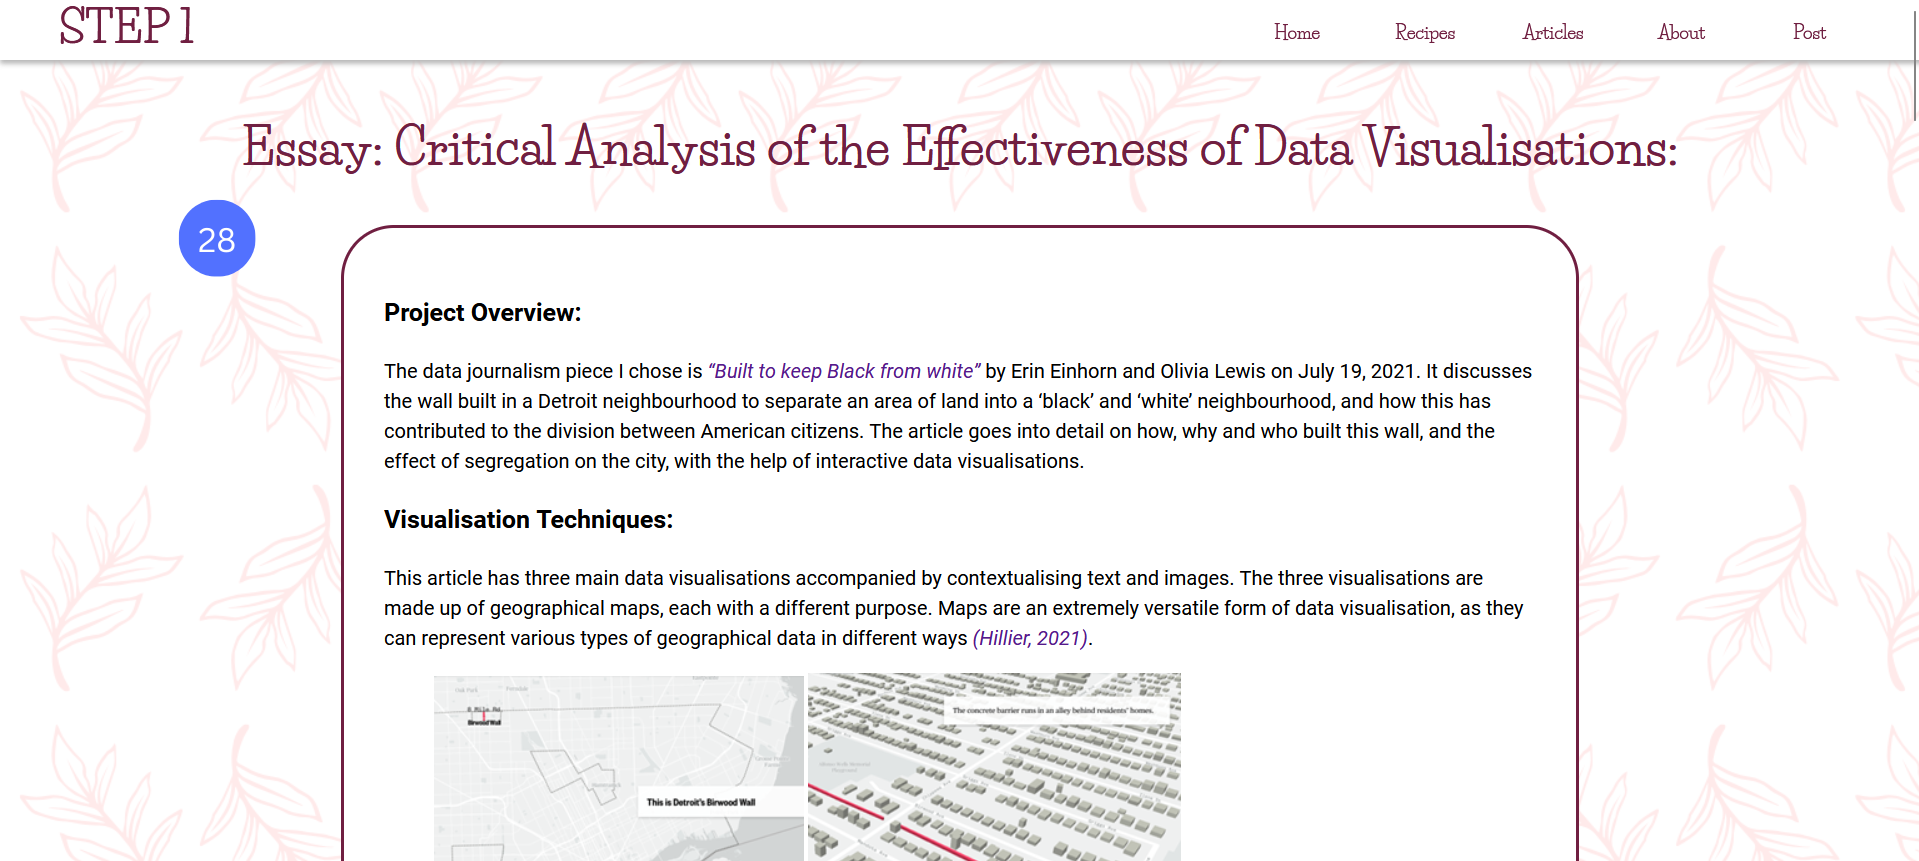 STEP 1
Home Recipes Articles About Post
Essay: Critical Analysis of the Effectiveness of Data Visualisations:
28
Project Overview:
The data journalism piece I chose is “Built to keep Black from white” by Erin Einhorn and Olivia Lewis on July 19, 2021. It discusses
the wall built in a Detroit neighbourhood to separate an area of land into a ‘black’ and ‘white’ neighbourhood, and how this has
contributed to the division between American citizens. The article goes into detail on how, why and who built this wall, and the
effect of segregation on the city, with the help of interactive data visualisations.
Visualisation Techniques:
This article has three main data visualisations accompanied by contextualising text and images. The three visualisations are
made up of geographical maps, each with a different purpose. Maps are an extremely versatile form of data visualisation, as they
can represent various types of geographical data in different ways (Hillier, 2021).
Oak Park
8 Mile Rd.
Birwood Wall
This is Detroit's Birwood Wall
The concrete barrier runs in an alley behind residents' homes.